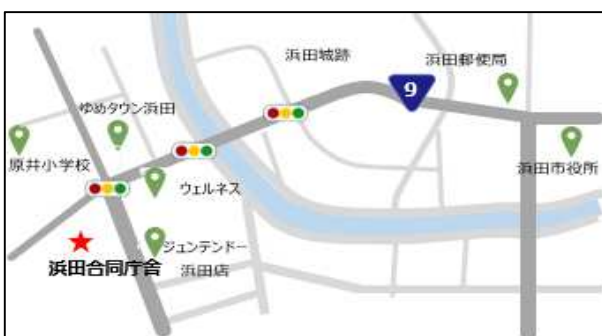 浜田城跡
浜田郵便局
9
ゆめタウン浜田
原井小学校
浜田市役所
ウェルネス
ジュンテンドー
浜田店
浜田合同庁舎